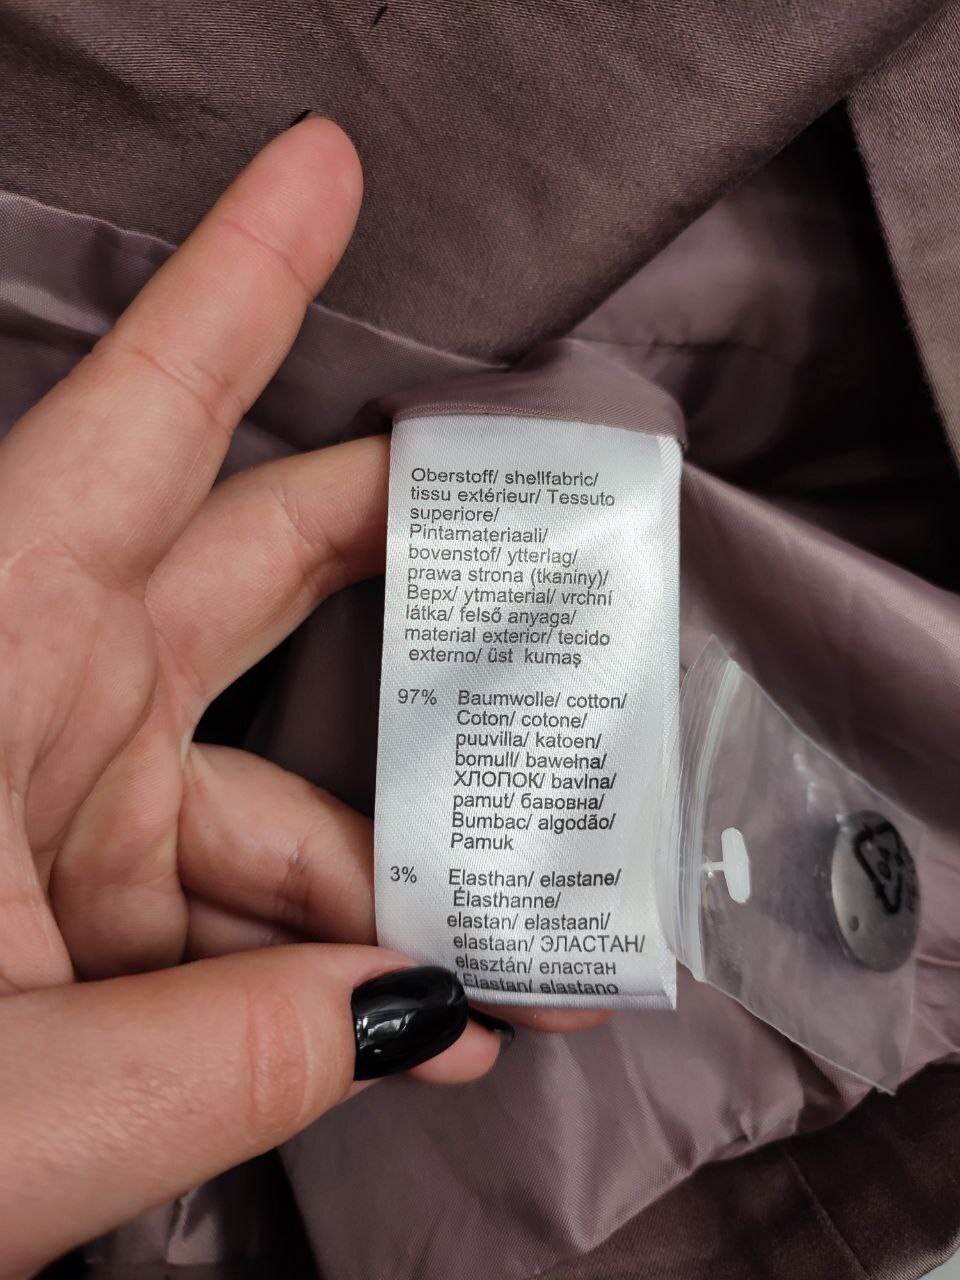 Oberstoff/ shellfabric/
tissu extérieur/ Tessuto
superiore/
Pintamateriaali/
bovenstof/ ytterlag/
prawa strona (tkaniny)/
Верх/ ytmaterial/ vrchní
látka/ felső anyaga/
material exterior/ tecido
externo/ üst kumaş
97% Baumwolle/ cotton/
Coton/ cotone/
puuvilla/ katoen/
bomull/ bawełna/
ХЛОПОК/ bavlna/
pamut/ бавовна/
Bumbac/ algodão/
Pamuk
3% Elasthan/ elastane/
Élasthanne/
elastan/ elastaani/
elastaan/ ЭЛАСТАН/
elasztán/ еластан
/ Elastan/ elastano